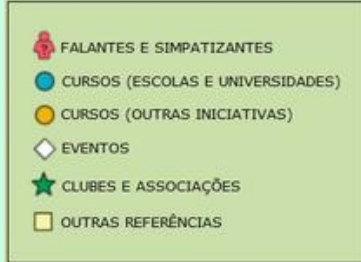 FALANTES E SIMPATIZANTES
CURSOS (ESCOLAS E UNIVERSIDADES)
CURSOS (OUTRAS INICIATIVAS)
EVENTOS
CLUBES E ASSOCIAÇÕES
OUTRAS REFERÊNCIAS